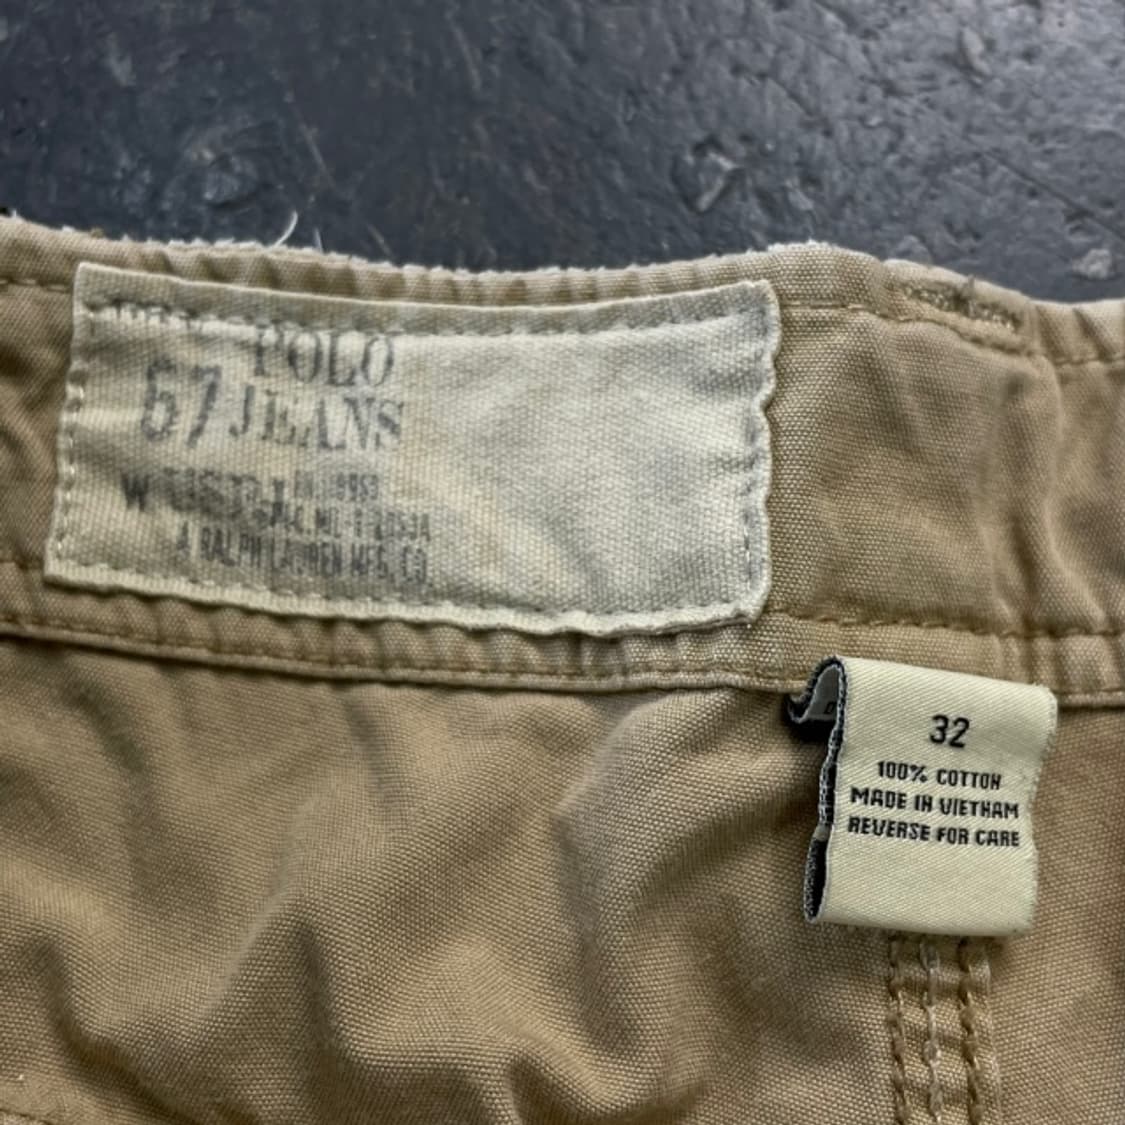 POLO
67 JEANS
A RALPH LAUREN MFG. CO.
32
100% COTTON
MADE IN VIETNAM
REVERSE FOR CARE